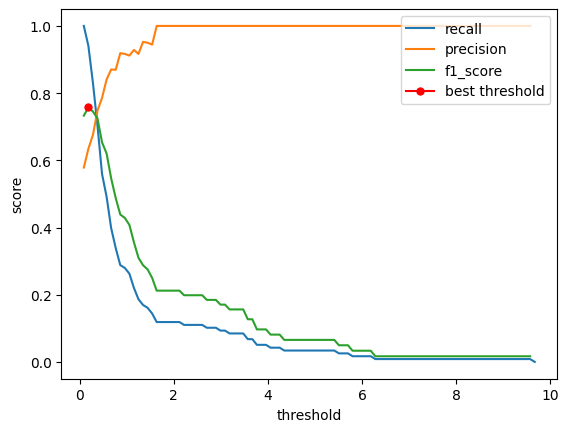 recall
precision
f1_score
best threshold
score
1.0
0.8
0.6
0.4
0.2
0.0
0 2 4 6 8 10
threshold